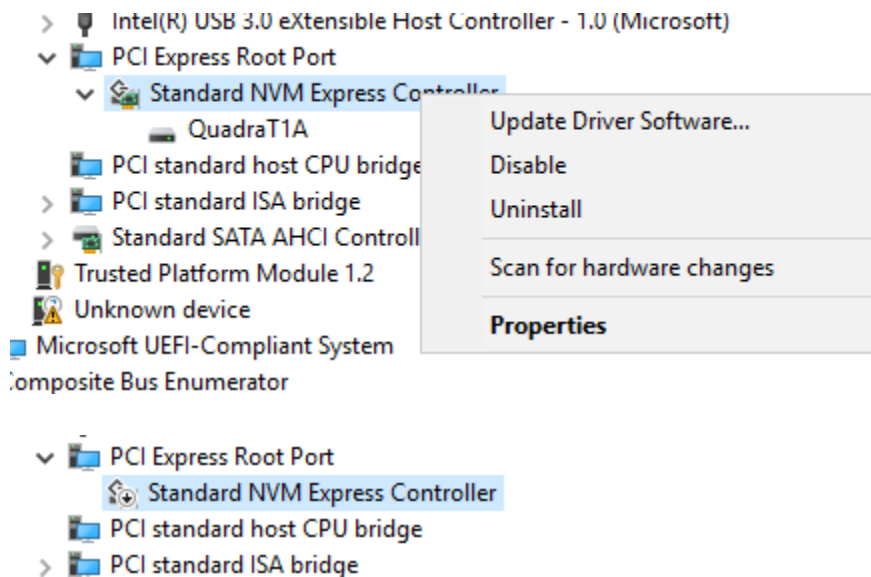 Intel(R) USB 3.0 eXtensible Host Controller - 1.0 (Microsoft)
PCI Express Root Port
Standard NVM Express Controller
Update Driver Software...
QuadraT1A
PCI standard host CPU bridge
Disable
PCI standard ISA bridge
Uninstall
Standard SATA AHCI Controll
Scan for hardware changes
Trusted Platform Module 1.2
Unknown device
Properties
Microsoft UEFI-Compliant System
omposite Bus Enumerator
PCI Express Root Port
Standard NVM Express Controller
PCI standard host CPU bridge
PCI standard ISA bridge